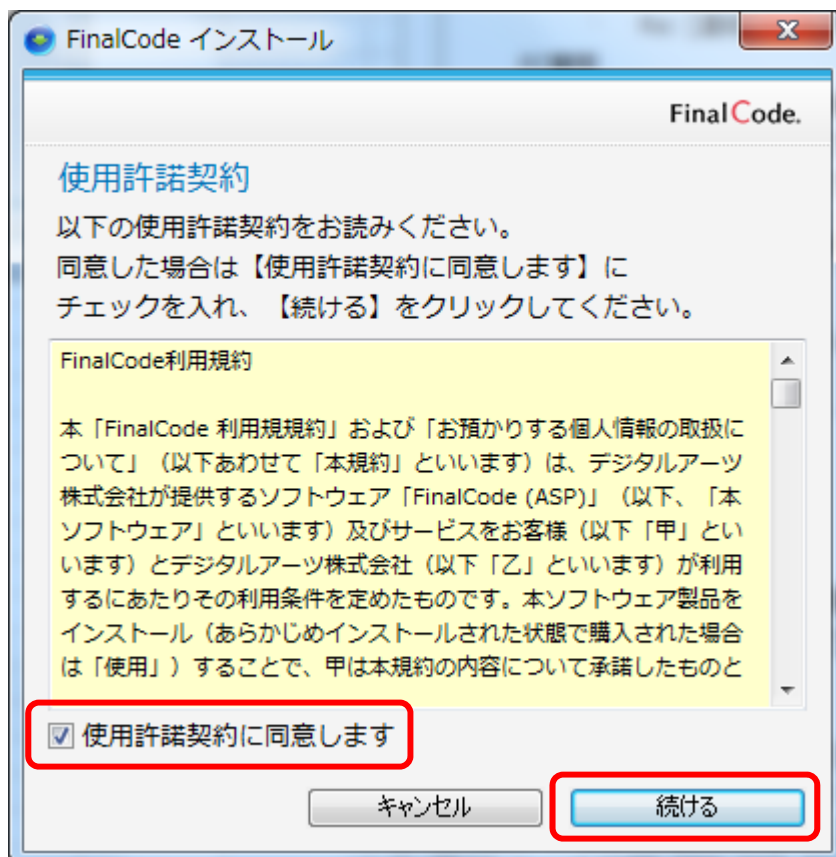 FinalCode インストール
FinalCode.
使用許諾契約
以下の使用許諾契約をお読みください。
同意した場合は【使用許諾契約に同意します】に
チェックを入れ、【続ける】をクリックしてください。
FinalCode利用規約
本「FinalCode 利用規規約」および「お預かりする個人情報の取扱に
ついて」（以下あわせて「本規約」といいます）は、デジタルアーツ
株式会社が提供するソフトウェア「FinalCode (ASP)」（以下、「本
ソフトウェア」といいます）及びサービスをお客様（以下「甲」とい
います）とデジタルアーツ株式会社（以下「乙」といいます）が利用
するにあたりその利用条件を定めたものです。本ソフトウェア製品を
インストール（あらかじめインストールされた状態で購入された場合
は「使用」）することで、甲は本規約の内容について承諾したものと
使用許諾契約に同意します
キャンセル
続ける